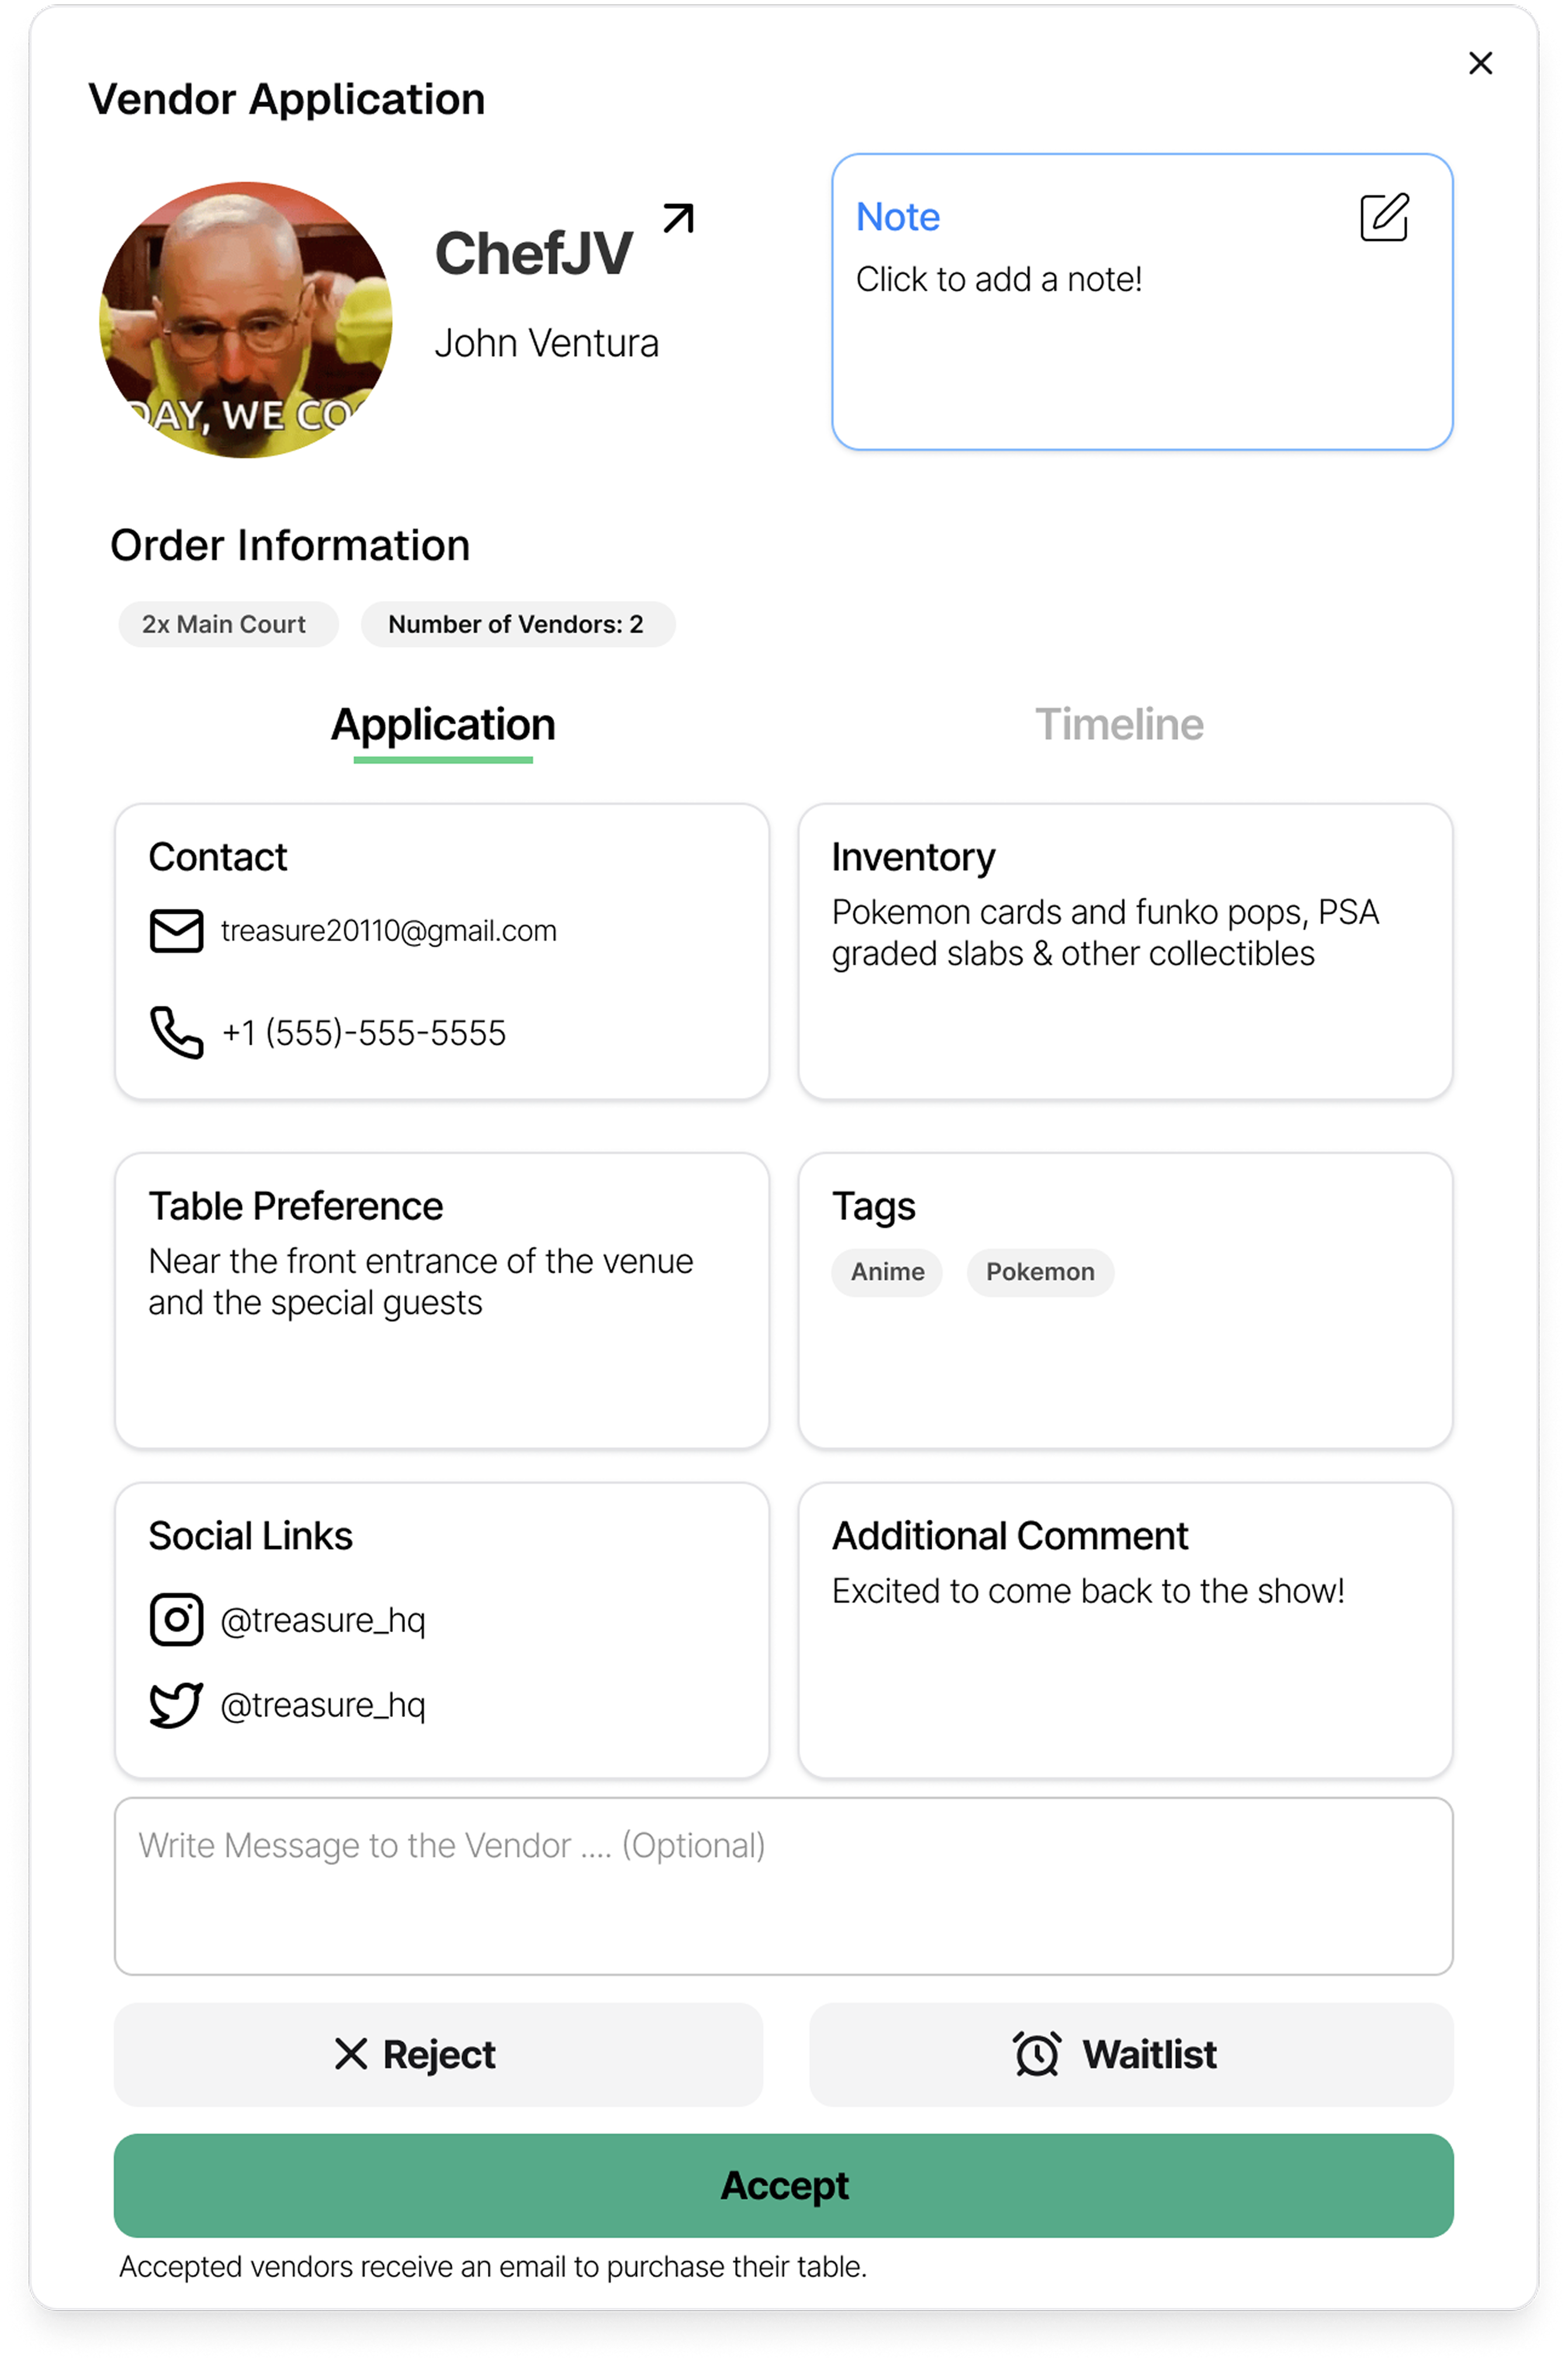 Vendor Application
ChefJV
John Ventura
DAY, WE CO
Note
Click to add a note!
Order Information
2x Main Court
Number of Vendors: 2
Application
Timeline
Contact
treasure20110@gmail.com
+1 (555)-555-5555
Inventory
Pokemon cards and funko pops, PSA
graded slabs & other collectibles
Table Preference
Near the front entrance of the venue
and the special guests
Tags
Anime
Pokemon
Social Links
@treasure_hq
@treasure_hq
Additional Comment
Excited to come back to the show!
Write Message to the Vendor .... (Optional)
Reject
Waitlist
Accept
Accepted vendors receive an email to purchase their table.